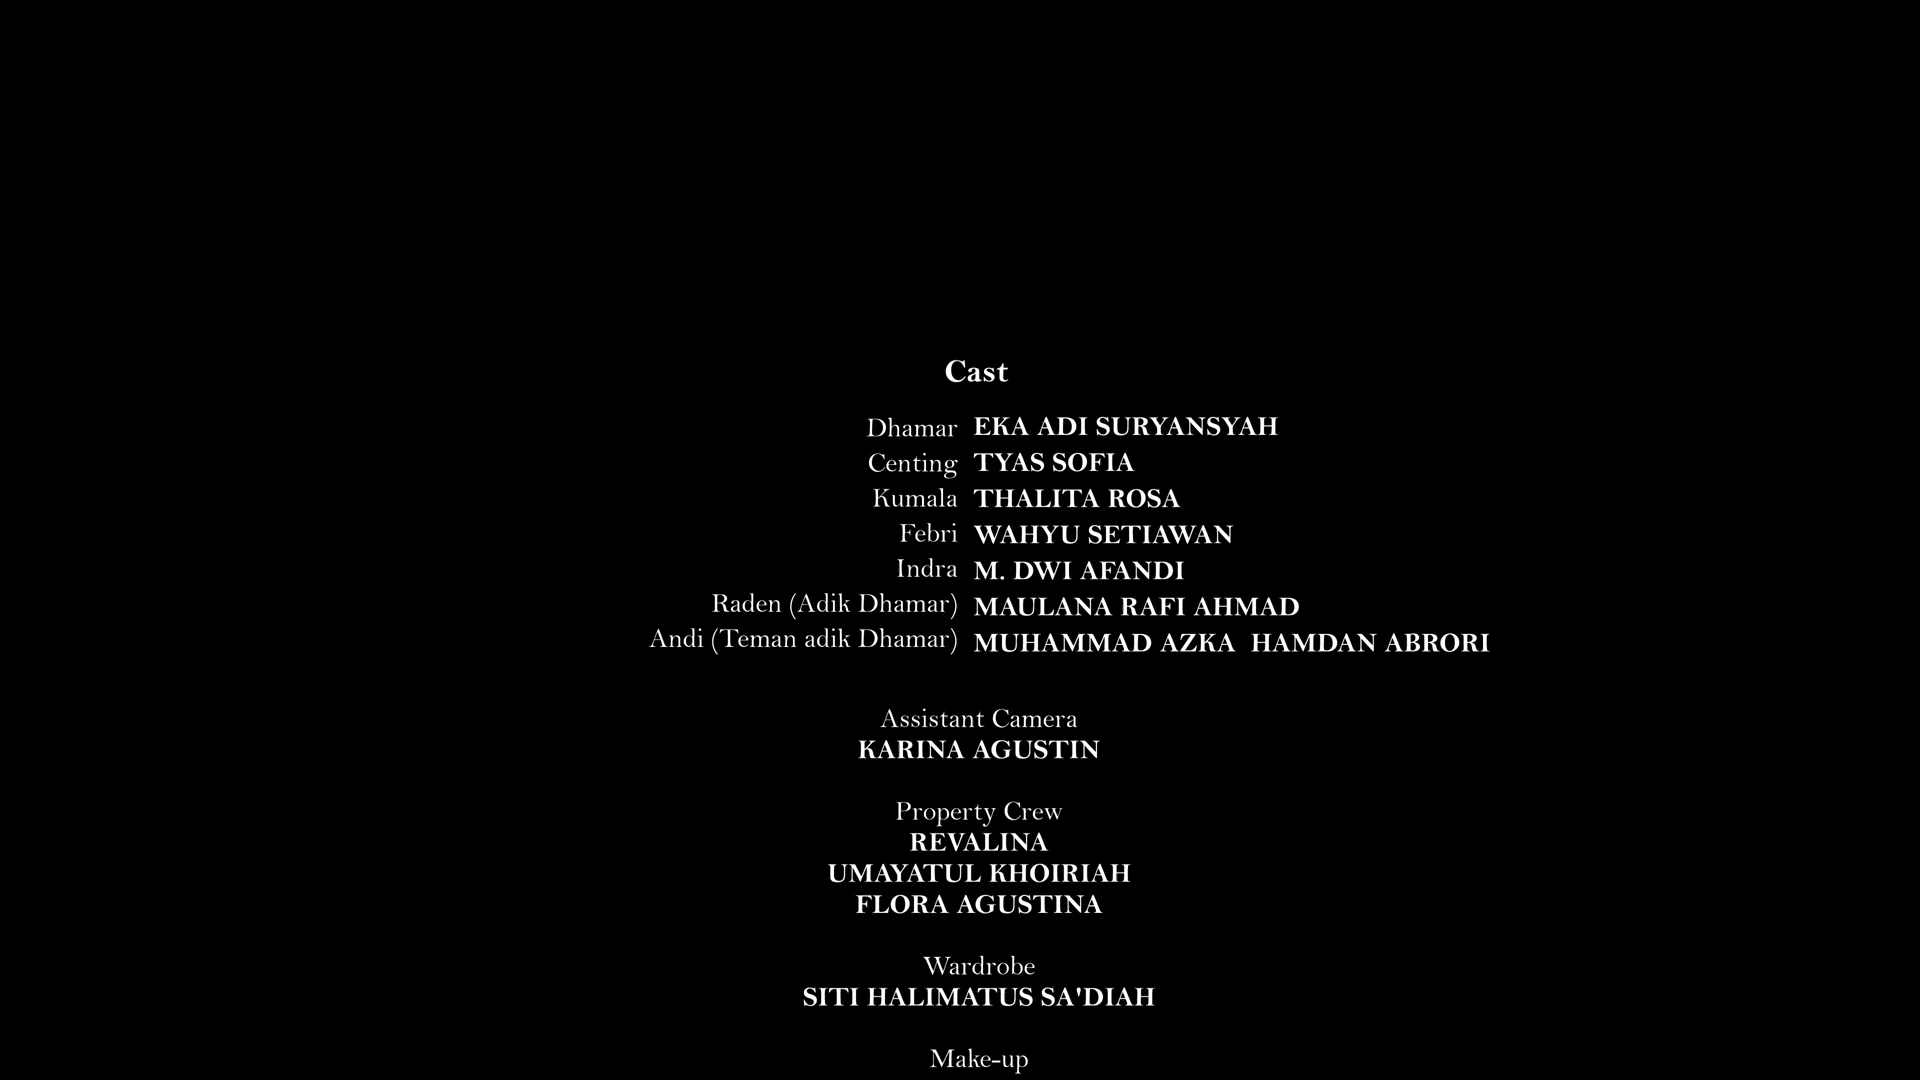 Cast
Dhamar EKA ADI SURYANSYAH
Centing TYAS SOFIA
Kumala THALITA ROSA
Febri WAHYU SETIAWAN
Indra M. DWI AFANDI
Raden (Adik Dhamar) MAULANA RAFI AHMAD
Andi (Teman adik Dhamar) MUHAMMAD AZKA  HAMDAN ABRORI
Assistant Camera
KARINA AGUSTIN
Property Crew
REVALINA
UMAYATUL KHOIRIAH
FLORA AGUSTINA
Wardrobe
SITI HALIMATUS SA'DIAH
Make-up